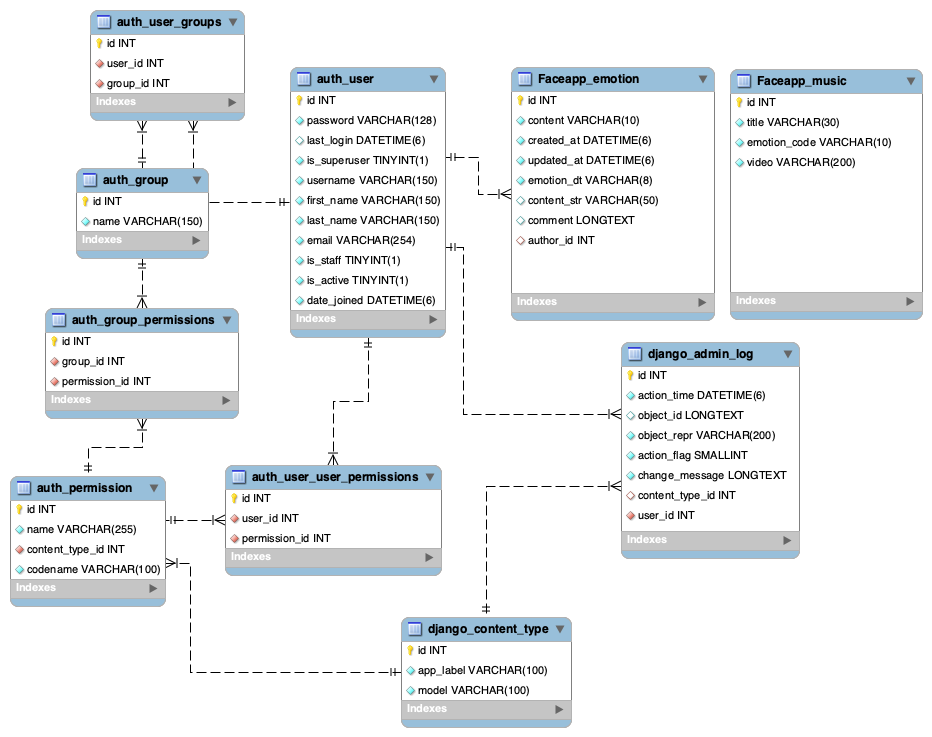 auth_user_groups
id INT
user_id INT
group_id INT
Indexes
auth_user
id INT
password VARCHAR(128)
last_login DATETIME(6)
is_superuser TINYINT(1)
username VARCHAR(150)
first_name VARCHAR(150)
last_name VARCHAR(150)
email VARCHAR(254)
is_staff TINYINT(1)
is_active TINYINT(1)
date_joined DATETIME(6)
Indexes
Faceapp_emotion
id INT
content VARCHAR(10)
created_at DATETIME(6)
updated_at DATETIME(6)
emotion_dt VARCHAR(8)
content_str VARCHAR(50)
comment LONGTEXT
author_id INT
Indexes
Faceapp_music
id INT
title VARCHAR(30)
emotion_code VARCHAR(10)
video VARCHAR(200)
Indexes
auth_group
id INT
name VARCHAR(150)
Indexes
auth_group_permissions
id INT
group_id INT
permission_id INT
Indexes
django_admin_log
id INT
action_time DATETIME(6)
object_id LONGTEXT
object_repr VARCHAR(200)
action_flag SMALLINT
change_message LONGTEXT
content_type_id INT
user_id INT
Indexes
auth_permission
id INT
name VARCHAR(255)
content_type_id INT
codename VARCHAR(100)
Indexes
auth_user_user_permissions
id INT
user_id INT
permission_id INT
Indexes
django_content_type
id INT
app_label VARCHAR(100)
model VARCHAR(100)
Indexes